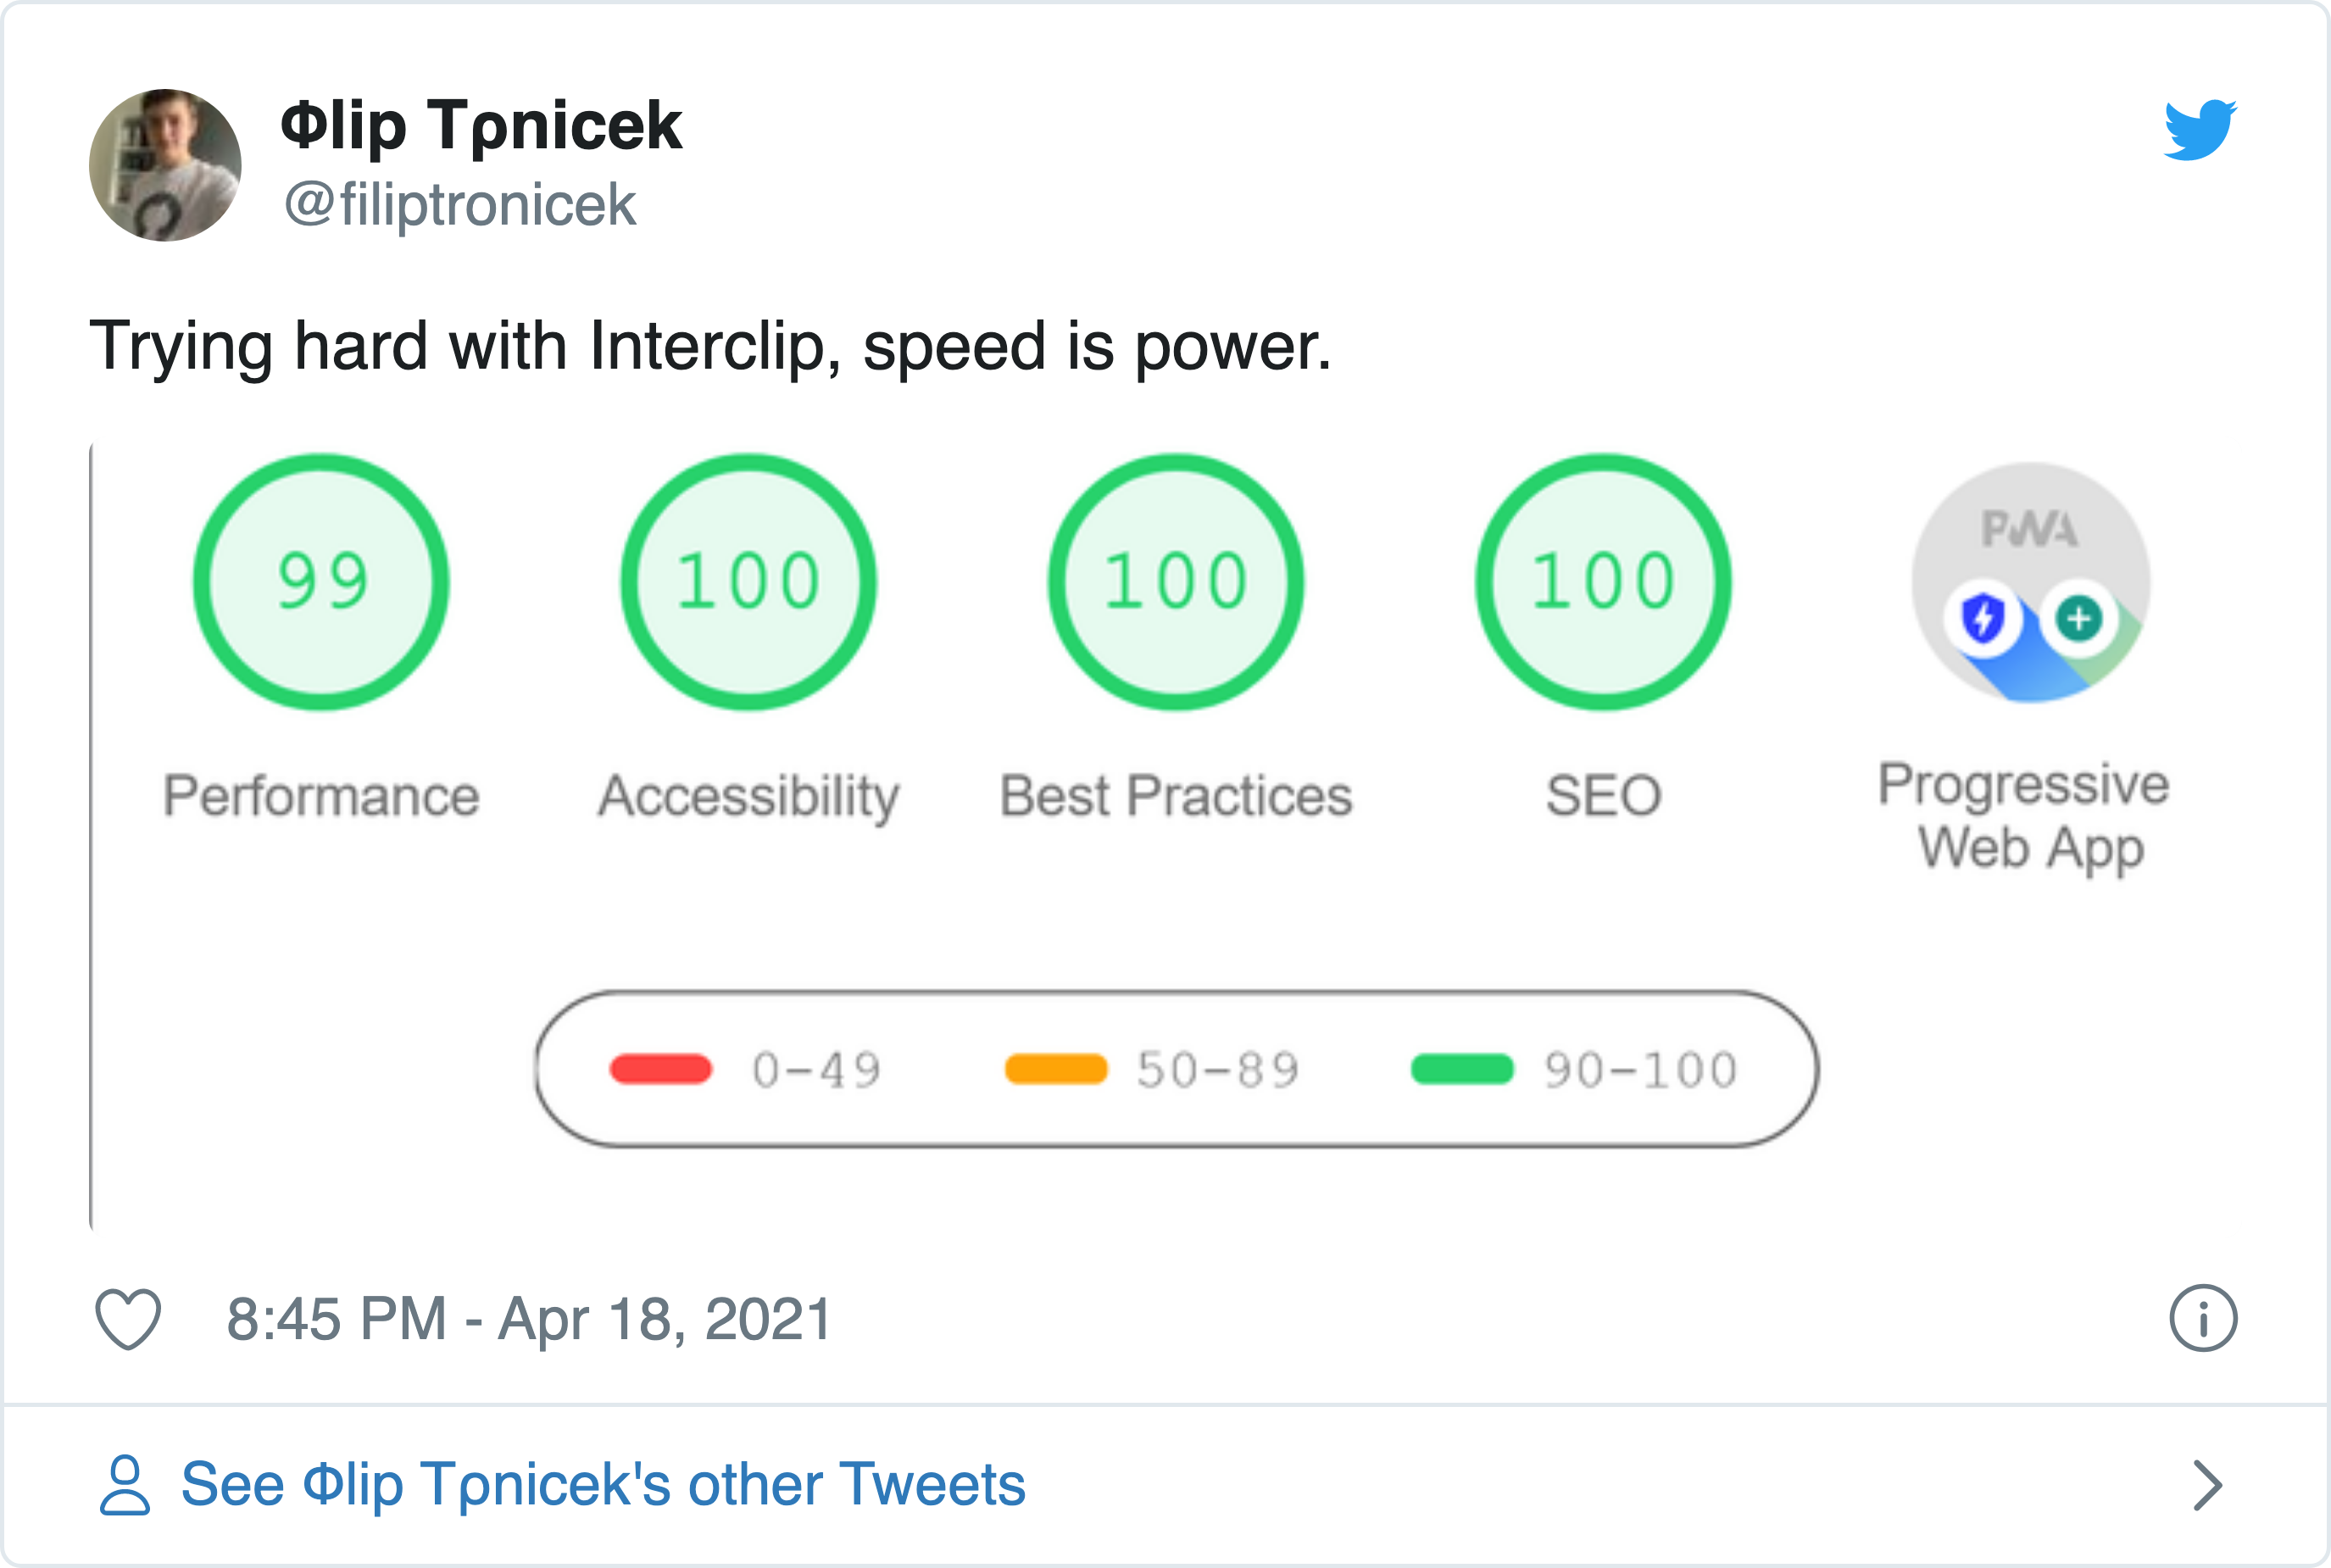 Φlip Tρnicek
@filiptronicek
Trying hard with Interclip, speed is power.
99 100 100 100 PWA
Performance Accessibility Best Practices SEO Progressive Web App
0–49 50–89 90–100
8:45 PM - Apr 18, 2021
See Φlip Tρnicek's other Tweets